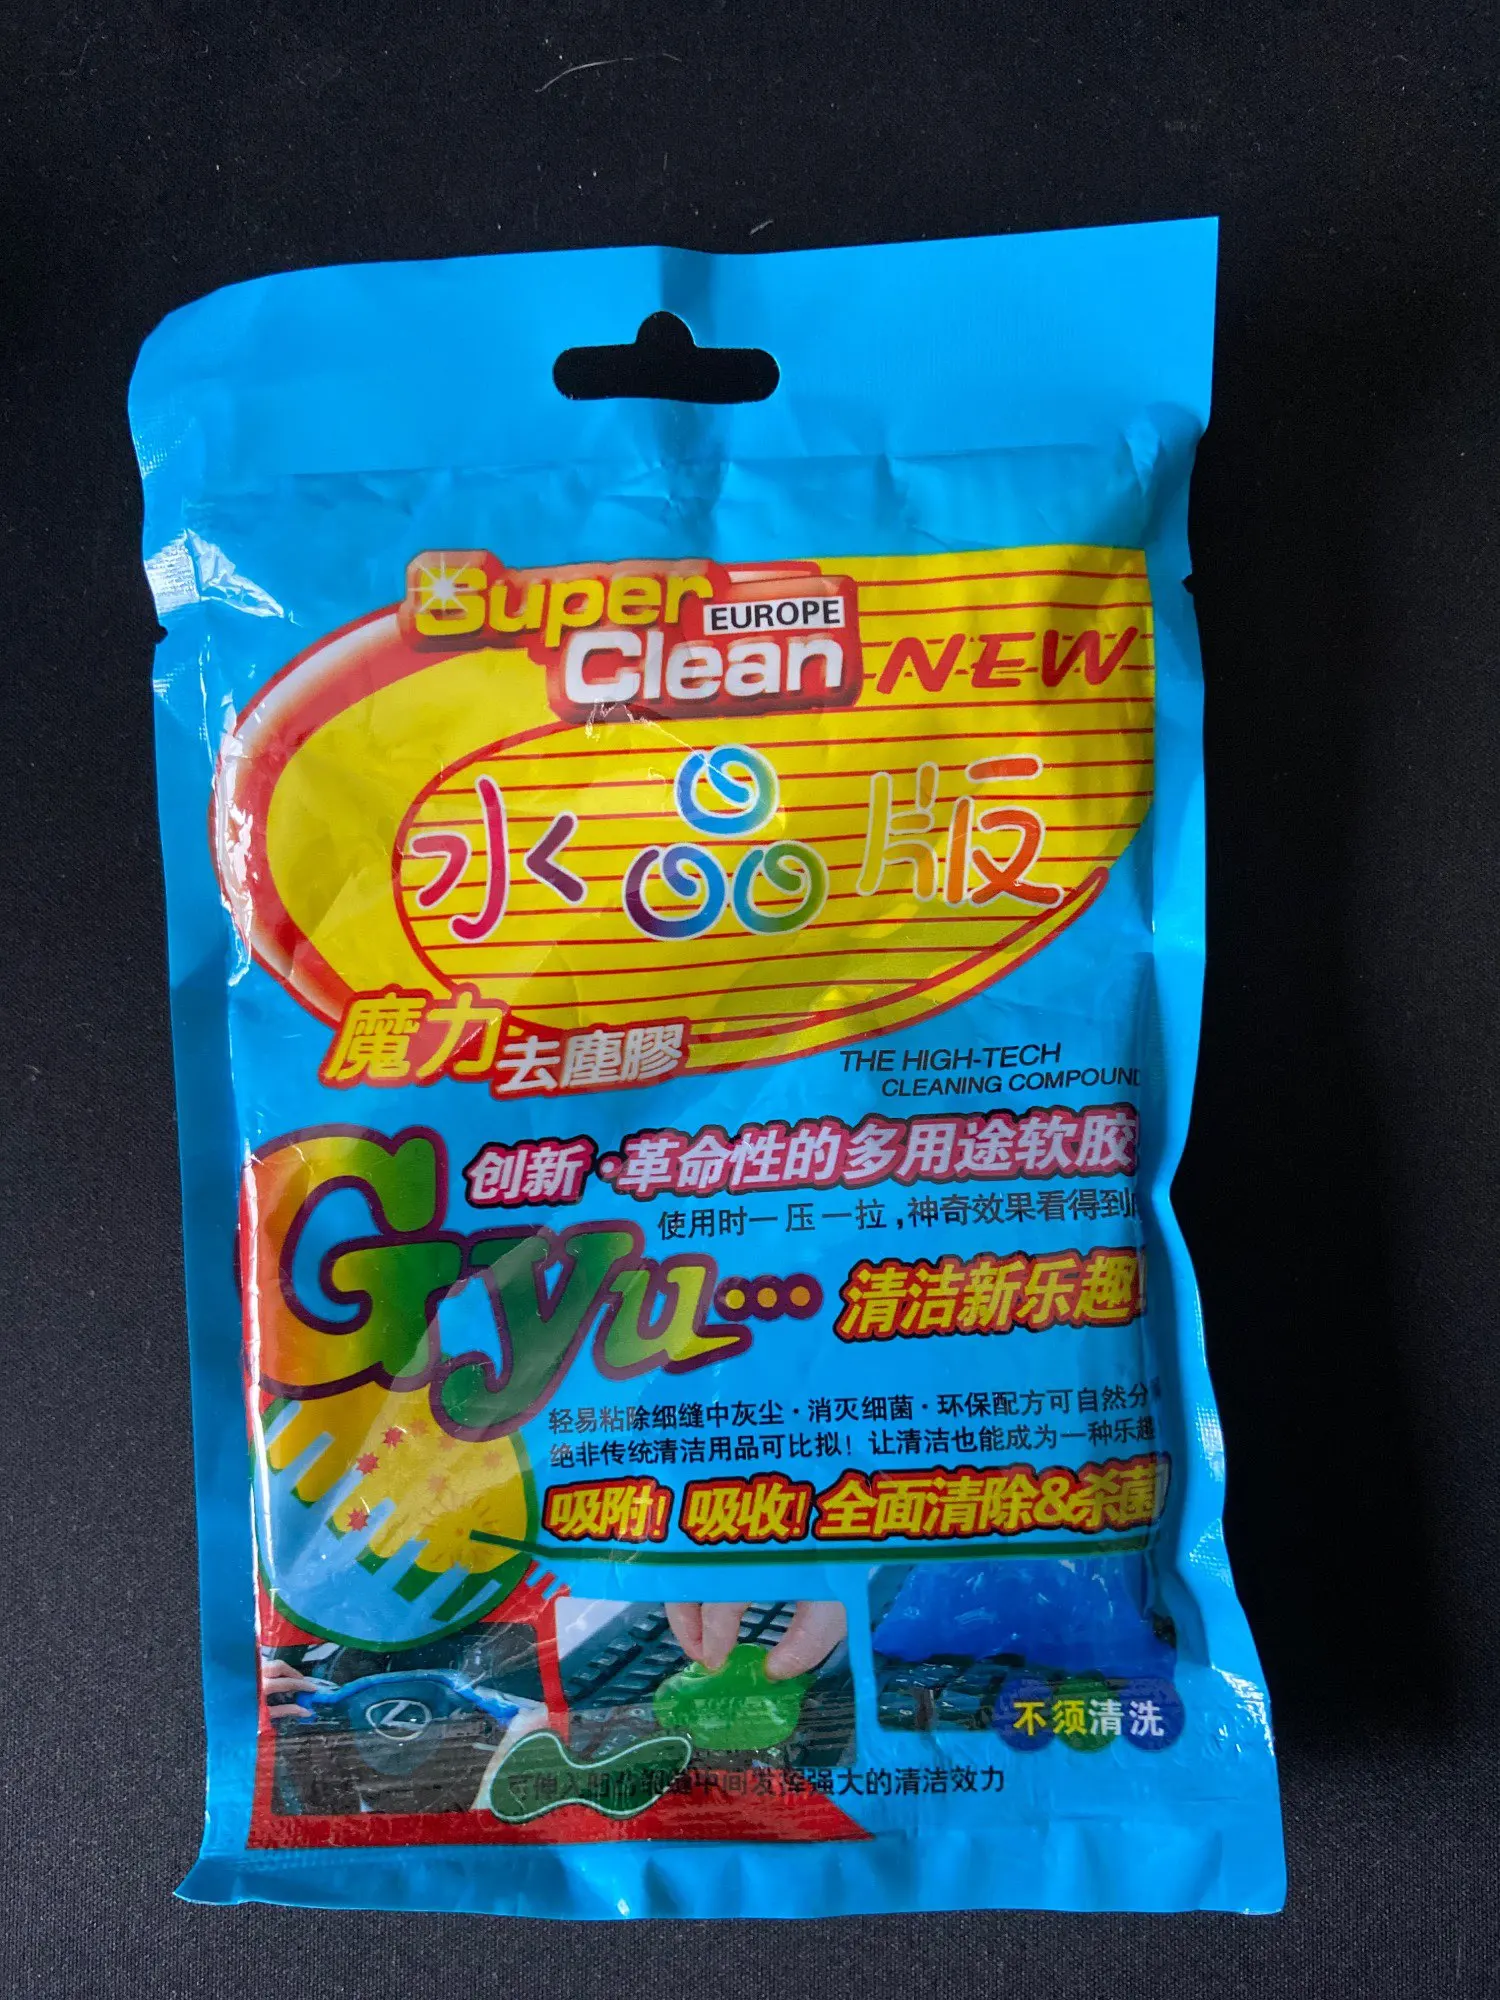 Super
EUROPE
Clean
NEW
水晶版
魔力去塵膠
THE HIGH-TECH
CLEANING COMPOUND
创新·革命性的多用途软胶
使用时一压一拉,神奇效果看得到
Gyu...
清洁新乐趣!
轻易粘除细缝中灰尘·消灭细菌·环保配方可自然分
绝非传统清洁用品可比拟!让清洁也能成为一种乐趣
吸附!吸收!全面清除&杀菌
不须清洗
缝中间发挥强大的清洁效力